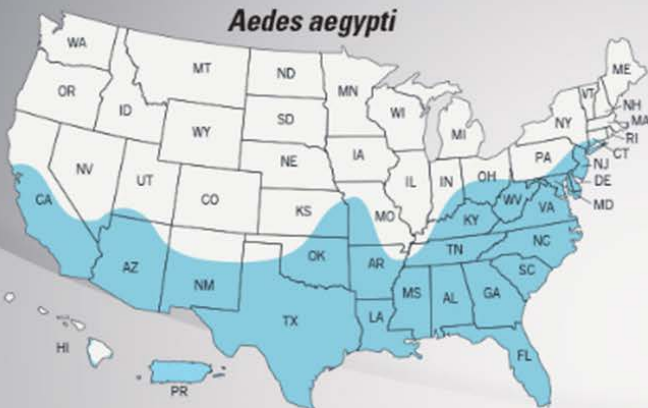 Aedes aegypti
WA
MT
ND
MN
ME
VT
NH
MA
OR
ID
WY
SD
WI
MI
NY
RI
CT
NV
UT
CO
NE
IA
IL
IN
OH
PA
NJ
DE
MD
CA
KS
MO
KY
WV
VA
AZ
NM
OK
AR
TN
NC
SC
TX
LA
MS
AL
GA
FL
HI
PR